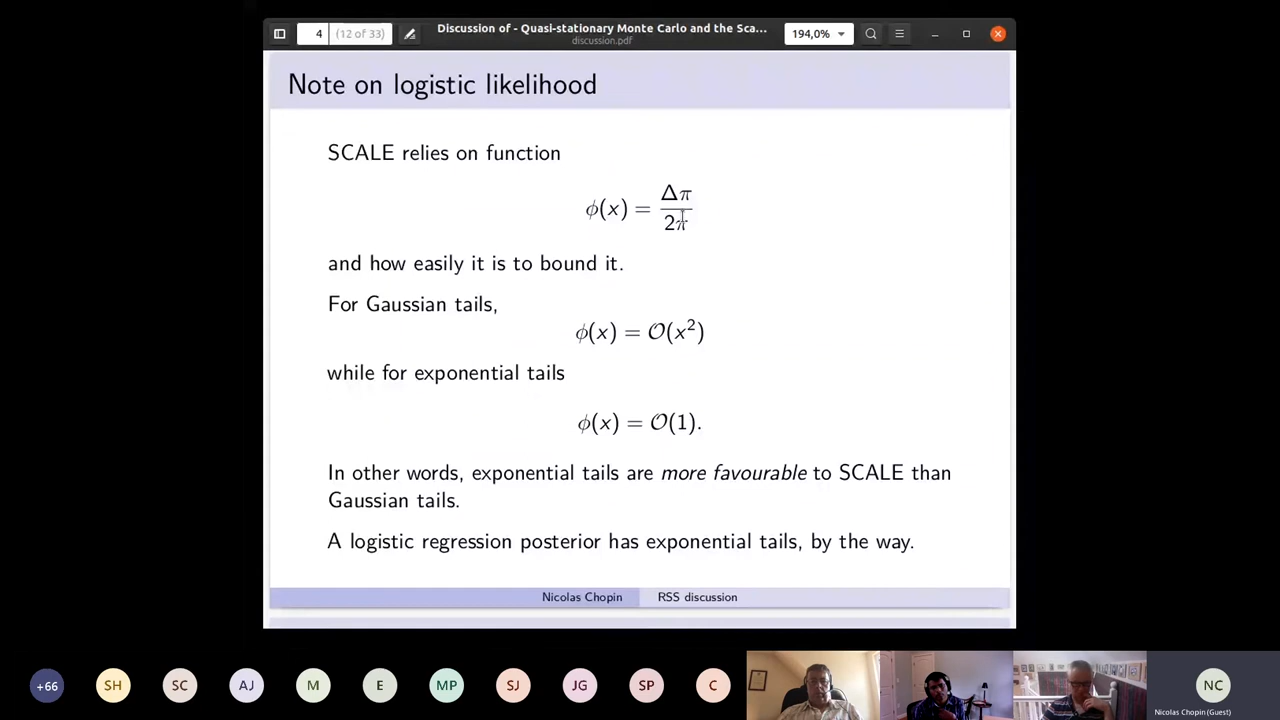 4 (12 of 33) Discussion of - Quasi-stationary Monte Carlo and the Sca... 194,0%
discussion.pdf
Note on logistic likelihood
SCALE relies on function
ϕ(x) = Δπ / 2π
and how easily it is to bound it.
For Gaussian tails,
ϕ(x) = 𝒪(x²)
while for exponential tails
ϕ(x) = 𝒪(1).
In other words, exponential tails are more favourable to SCALE than
Gaussian tails.
A logistic regression posterior has exponential tails, by the way.
Nicolas Chopin RSS discussion
+66 SH SC AJ M E MP SJ JG SP C NC
Nicolas Chopin (Guest)